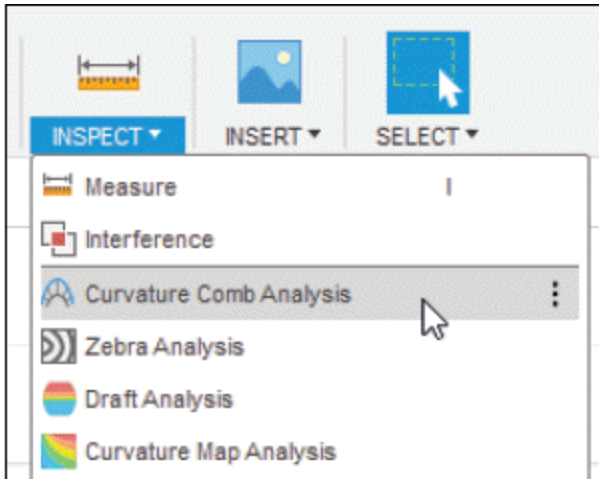 INSPECT INSERT SELECT
Measure I
Interference
Curvature Comb Analysis
Zebra Analysis
Draft Analysis
Curvature Map Analysis